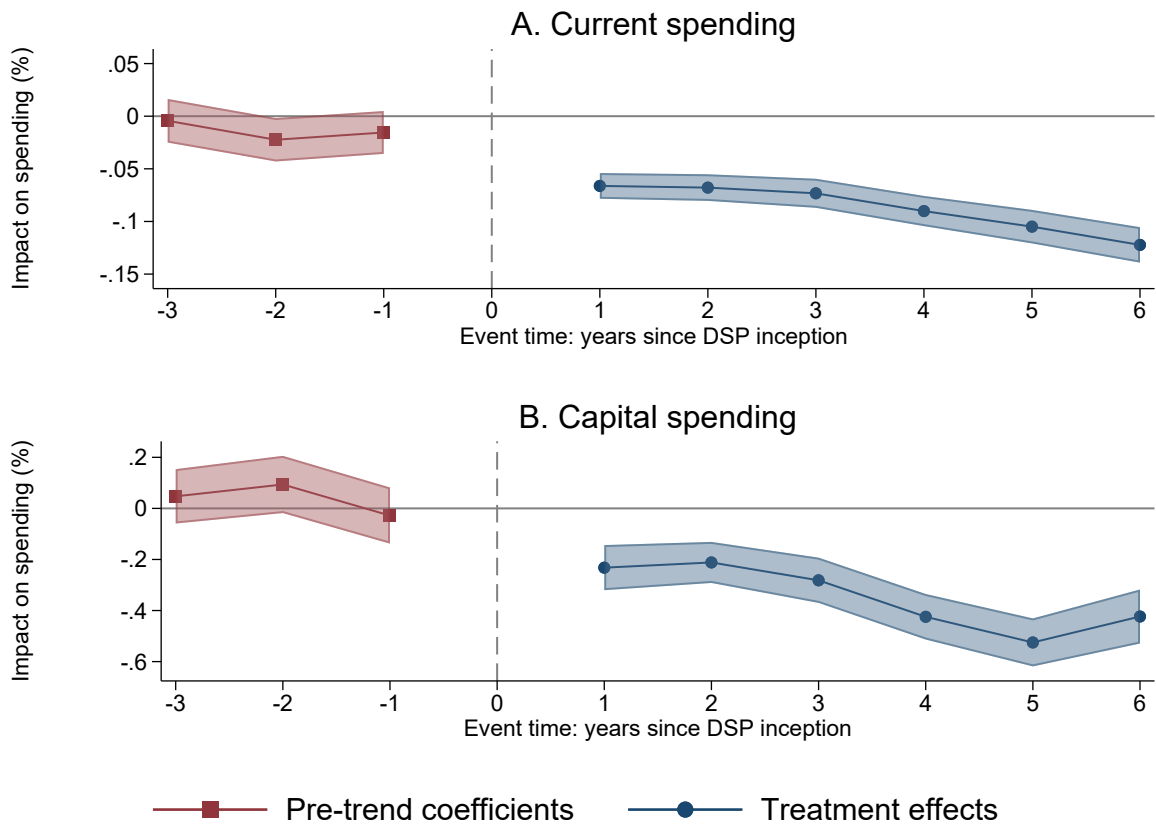 A. Current spending
Impact on spending (%)
.05
0
-.05
-.1
-.15
-3 -2 -1 0 1 2 3 4 5 6
Event time: years since DSP inception
B. Capital spending
Impact on spending (%)
.2
0
-.2
-.4
-.6
-3 -2 -1 0 1 2 3 4 5 6
Event time: years since DSP inception
Pre-trend coefficients Treatment effects